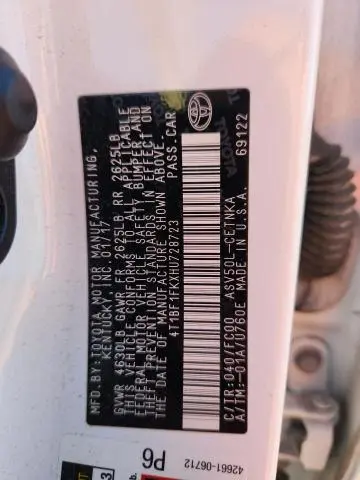 MFD.BY:TOYOTA MOTOR MANUFACTURING,
KENTUCKY, INC. 01/17
GVWR 4630LB GAWR FR 2625LB RR 2625LB
THIS VEHICLE CONFORMS TO ALL APPLICABLE
FEDERAL MOTOR VEHICLE SAFETY, BUMPER, AND
THEFT PREVENTION STANDARDS IN EFFECT ON
THE DATE OF MANUFACTURE SHOWN ABOVE.
4T1BF1FKXHU728723 PASS.CAR
TOYOTA
C/TR:040/FC00 ASV50L-CETNKA
A/TM:-01A/U760E MADE IN U.S.A.
69122
42661-06712
P6